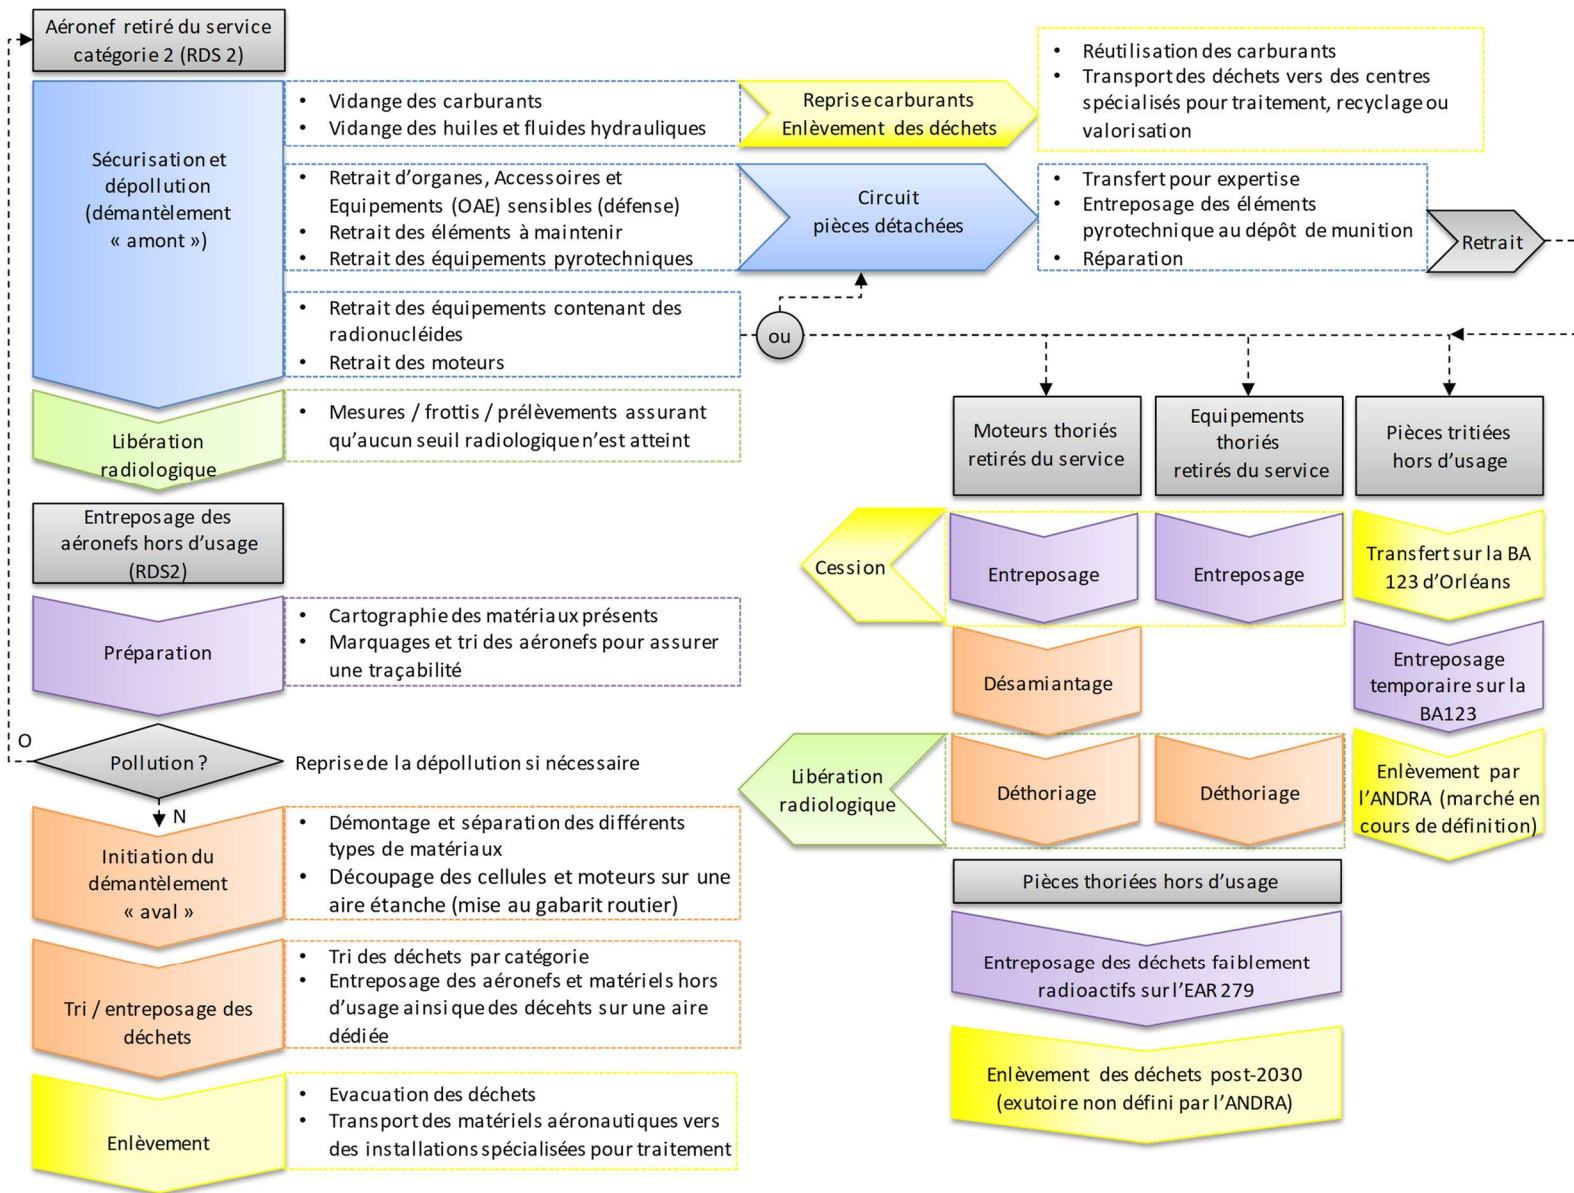 Aéronef retiré du service
catégorie 2 (RDS 2)
Sécurisation et
dépollution
(démantèlement
« amont »)
• Vidange des carburants
• Vidange des huiles et fluides hydrauliques
Reprise carburants
Enlèvement des déchets
• Réutilisation des carburants
• Transport des déchets vers des centres
spécialisés pour traitement, recyclage ou
valorisation
• Retrait d'organes, Accessoires et
Equipements (OAE) sensibles (défense)
• Retrait des éléments à maintenir
• Retrait des équipements pyrotechniques
Circuit
pièces détachées
• Transfert pour expertise
• Entreposage des éléments
pyrotechnique au dépôt de munition
• Réparation
Retrait
• Retrait des équipements contenant des
radionucléides
• Retrait des moteurs
ou
Libération
radiologique
• Mesures / frottis / prélèvements assurant
qu'aucun seuil radiologique n'est atteint
Entreposage des
aéronefs hors d'usage
(RDS2)
Préparation
• Cartographie des matériaux présents
• Marquages et tri des aéronefs pour assurer
une traçabilité
O
Pollution ?
Reprise de la dépollution si nécessaire
N
Initiation du
démantèlement
« aval »
• Démontage et séparation des différents
types de matériaux
• Découpage des cellules et moteurs sur une
aire étanche (mise au gabarit routier)
Tri / entreposage des
déchets
• Tri des déchets par catégorie
• Entreposage des aéronefs et matériels hors
d'usage ainsi que des décehts sur une aire
dédiée
Enlèvement
• Evacuation des déchets
• Transport des matériels aéronautiques vers
des installations spécialisées pour traitement
Moteurs thoriés
retirés du service
Equipements
thoriés
retirés du service
Pièces tritiées
hors d'usage
Cession
Entreposage
Entreposage
Transfert sur la BA
123 d'Orléans
Désamiantage
Entreposage
temporaire sur la
BA123
Libération
radiologique
Déthoriage
Déthoriage
Enlèvement par
l'ANDRA (marché en
cours de définition)
Pièces thoriées hors d'usage
Entreposage des déchets faiblement
radioactifs sur l'EAR 279
Enlèvement des déchets post-2030
(exutoire non défini par l'ANDRA)